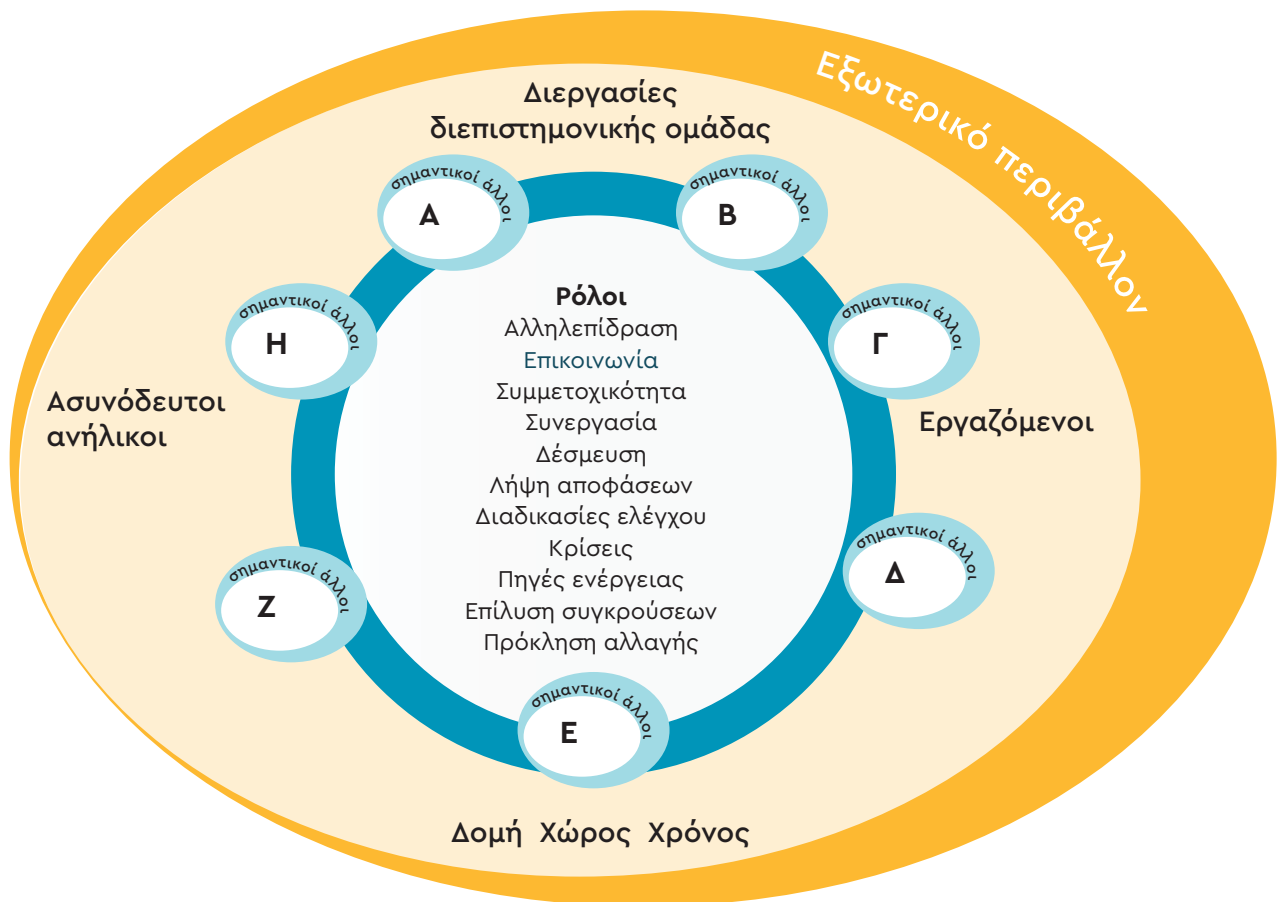 Εξωτερικό περιβάλλον
Διεργασίες
διεπιστημονικής ομάδας
σημαντικοί άλλοι
Α
σημαντικοί άλλοι
Β
σημαντικοί άλλοι
Η
σημαντικοί άλλοι
Γ
Ασυνόδευτοι
ανήλικοι
Εργαζόμενοι
Ρόλοι
Αλληλεπίδραση
Επικοινωνία
Συμμετοχικότητα
Συνεργασία
Δέσμευση
Λήψη αποφάσεων
Διαδικασίες ελέγχου
Κρίσεις
Πηγές ενέργειας
Επίλυση συγκρούσεων
Πρόκληση αλλαγής
σημαντικοί άλλοι
Ζ
σημαντικοί άλλοι
Δ
σημαντικοί άλλοι
Ε
Δομή Χώρος Χρόνος